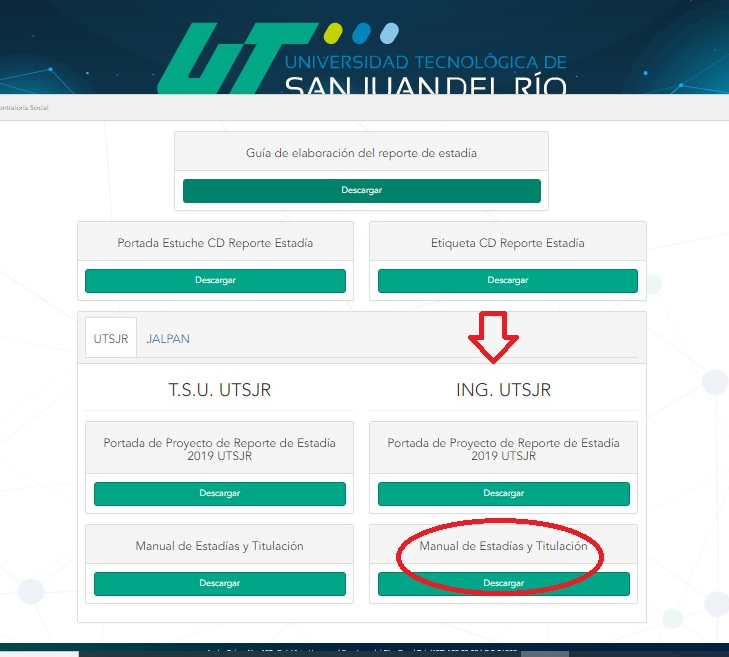 UNIVERSIDAD TECNOLÓGICA DE
SAN JUAN DEL RÍO
ontraloría Social
Guía de elaboración del reporte de estadía
Descargar
Portada Estuche CD Reporte Estadía
Descargar
Etiqueta CD Reporte Estadía
Descargar
UTSJR
JALPAN
T.S.U. UTSJR
Portada de Proyecto de Reporte de Estadía
2019 UTSJR
Descargar
Manual de Estadías y Titulación
Descargar
ING. UTSJR
Portada de Proyecto de Reporte de Estadía
2019 UTSJR
Descargar
Manual de Estadías y Titulación
Descargar